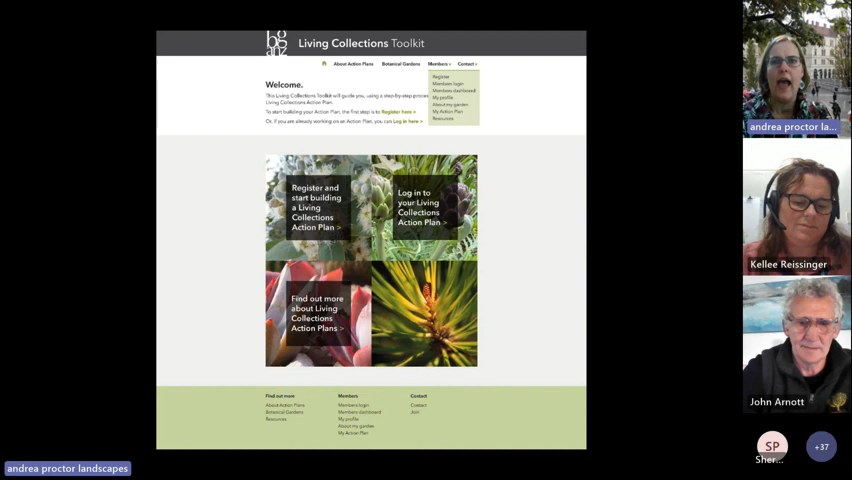 bg
anz
Living Collections Toolkit
About Action Plans
Botanical Gardens
Members
Contact
Register
Members login
Members dashboard
My profile
About my garden
My Action Plan
Resources
Welcome.
This Living Collections Toolkit will guide you, using a step-by-step proces
Living Collections Action Plan.
To start building your Action Plan, the first step is to Register here >
Or, if you are already working on an Action Plan, you can Log in here >
Register and
start building
a Living
Collections
Action Plan >
Log in to
your Living
Collections
Action Plan >
Find out more
about Living
Collections
Action Plans >
Find out more
About Action Plans
Botanical Gardens
Resources
Members
Members login
Members dashboard
My profile
About my garden
My Action Plan
Contact
Contact
Join
andrea proctor la...
Kellee Reissinger
John Arnott
SP
Sher...
+37
andrea proctor landscapes